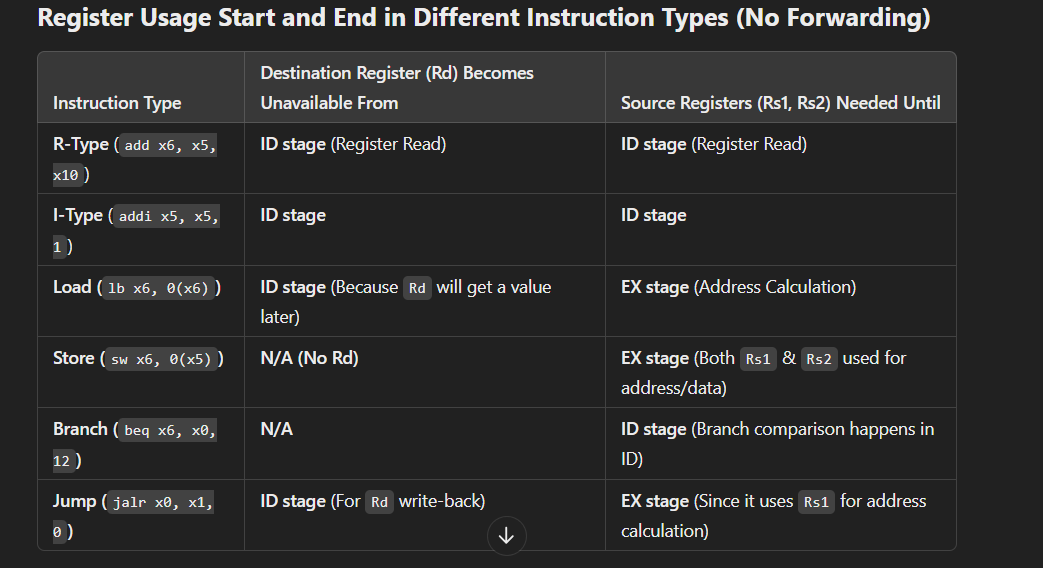 Register Usage Start and End in Different Instruction Types (No Forwarding)
Destination Register (Rd) Becomes
Instruction Type
Unavailable From
Source Registers (Rs1, Rs2) Needed Until
R-Type ( add x6, x5,
x10 )
ID stage (Register Read)
ID stage (Register Read)
I-Type ( addi x5, x5,
1 )
ID stage
ID stage
Load ( lb x6, 0(x6) )
ID stage (Because Rd will get a value
later)
EX stage (Address Calculation)
Store ( sw x6, 0(x5) )
N/A (No Rd)
EX stage (Both Rs1 & Rs2 used for
address/data)
Branch ( beq x6, x0,
12 )
N/A
ID stage (Branch comparison happens in
ID)
Jump ( jalr x0, x1,
0 )
ID stage (For Rd write-back)
EX stage (Since it uses Rs1 for address
calculation)